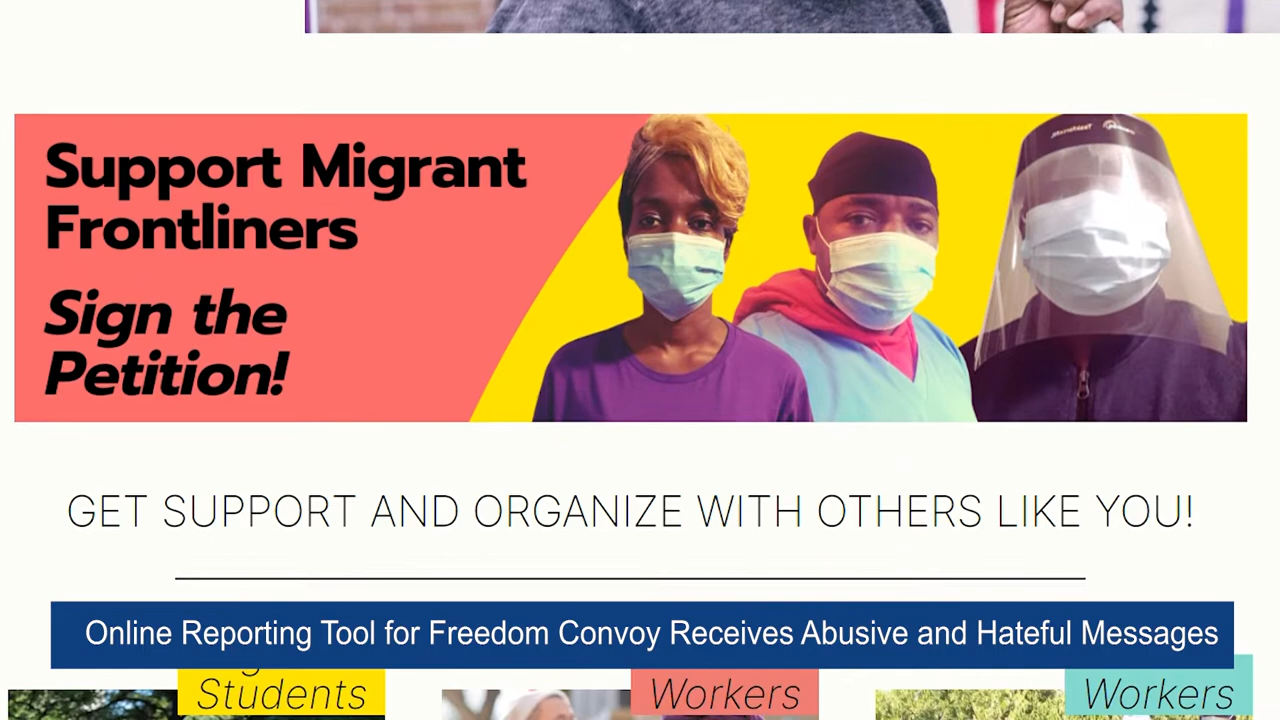 Support Migrant
Frontliners
Sign the
Petition!
GET SUPPORT AND ORGANIZE WITH OTHERS LIKE YOU!
Online Reporting Tool for Freedom Convoy Receives Abusive and Hateful Messages
Students
Workers
Workers